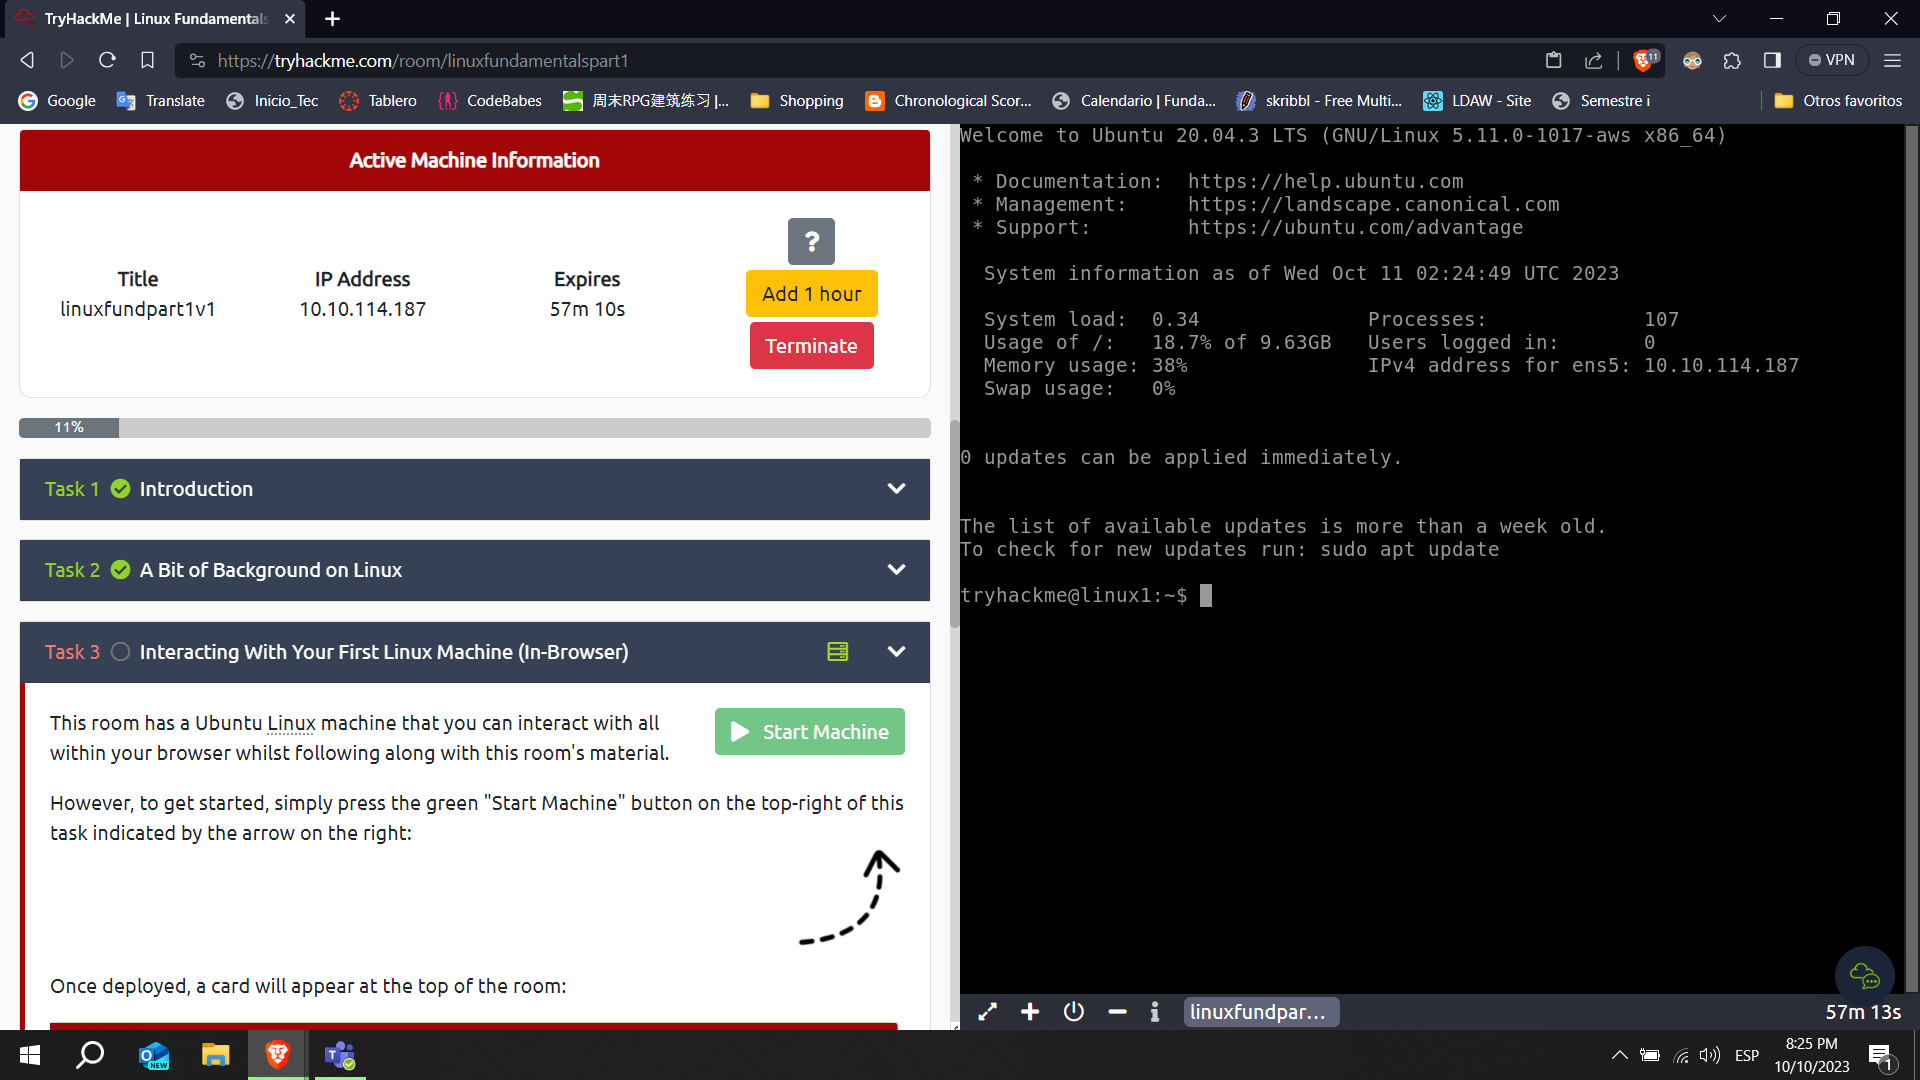 TryHackMe | Linux Fundamentals
https://tryhackme.com/room/linuxfundamentalspart1
11
VPN
Google
Translate
Inicio_Tec
Tablero
CodeBabes
周末RPG建筑练习 |...
Shopping
Chronological Scor...
Calendario | Funda...
skribbl - Free Multi...
LDAW - Site
Semestre i
Otros favoritos
Active Machine Information
Title
linuxfundpart1v1
IP Address
10.10.114.187
Expires
57m 10s
?
Add 1 hour
Terminate
11%
Task 1 Introduction
Task 2 A Bit of Background on Linux
Task 3 Interacting With Your First Linux Machine (In-Browser)
This room has a Ubuntu Linux machine that you can interact with all
within your browser whilst following along with this room's material.
Start Machine
However, to get started, simply press the green "Start Machine" button on the top-right of this
task indicated by the arrow on the right:
Once deployed, a card will appear at the top of the room:
Welcome to Ubuntu 20.04.3 LTS (GNU/Linux 5.11.0-1017-aws x86_64)
* Documentation: https://help.ubuntu.com
* Management: https://landscape.canonical.com
* Support: https://ubuntu.com/advantage
System information as of Wed Oct 11 02:24:49 UTC 2023
System load: 0.34 Processes: 107
Usage of /: 18.7% of 9.63GB Users logged in: 0
Memory usage: 38% IPv4 address for ens5: 10.10.114.187
Swap usage: 0%
0 updates can be applied immediately.
The list of available updates is more than a week old.
To check for new updates run: sudo apt update
tryhackme@linux1:~$
linuxfundpar...
57m 13s
NEW
ESP
8:25 PM
10/10/2023
1